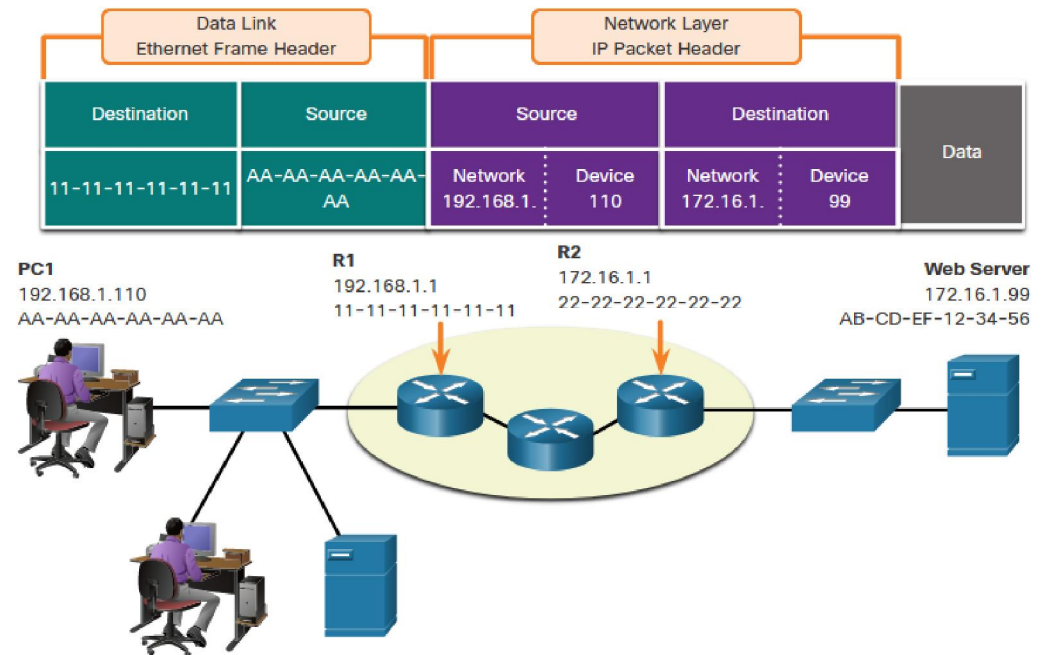 Data Link
Ethernet Frame Header
Network Layer
IP Packet Header
Destination
Source
Source
Destination
Data
11-11-11-11-11-11
AA-AA-AA-AA-AA-
AA
Network
192.168.1.
Device
110
Network
172.16.1.
Device
99
PC1
192.168.1.110
AA-AA-AA-AA-AA-AA
R1
192.168.1.1
11-11-11-11-11-11
R2
172.16.1.1
22-22-22-22-22-22
Web Server
172.16.1.99
AB-CD-EF-12-34-56